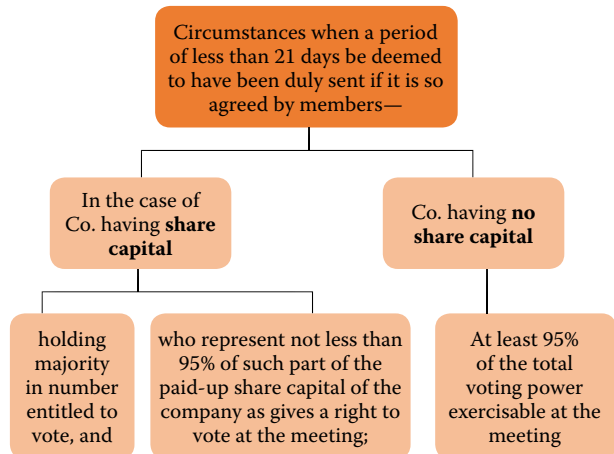 Circumstances when a period
of less than 21 days be deemed
to have been duly sent if it is so
agreed by members—
In the case of
Co. having share
capital
Co. having no
share capital
holding
majority
in number
entitled to
vote, and
who represent not less than
95% of such part of the
paid-up share capital of the
company as gives a right to
vote at the meeting;
At least 95%
of the total
voting power
exercisable at the
meeting